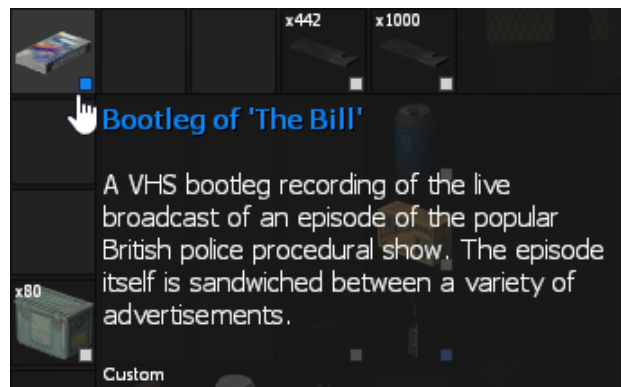 x442 x1000
Bootleg of 'The Bill'
A VHS bootleg recording of the live
broadcast of an episode of the popular
British police procedural show. The episode
itself is sandwiched between a variety of
advertisements.
x80
Custom